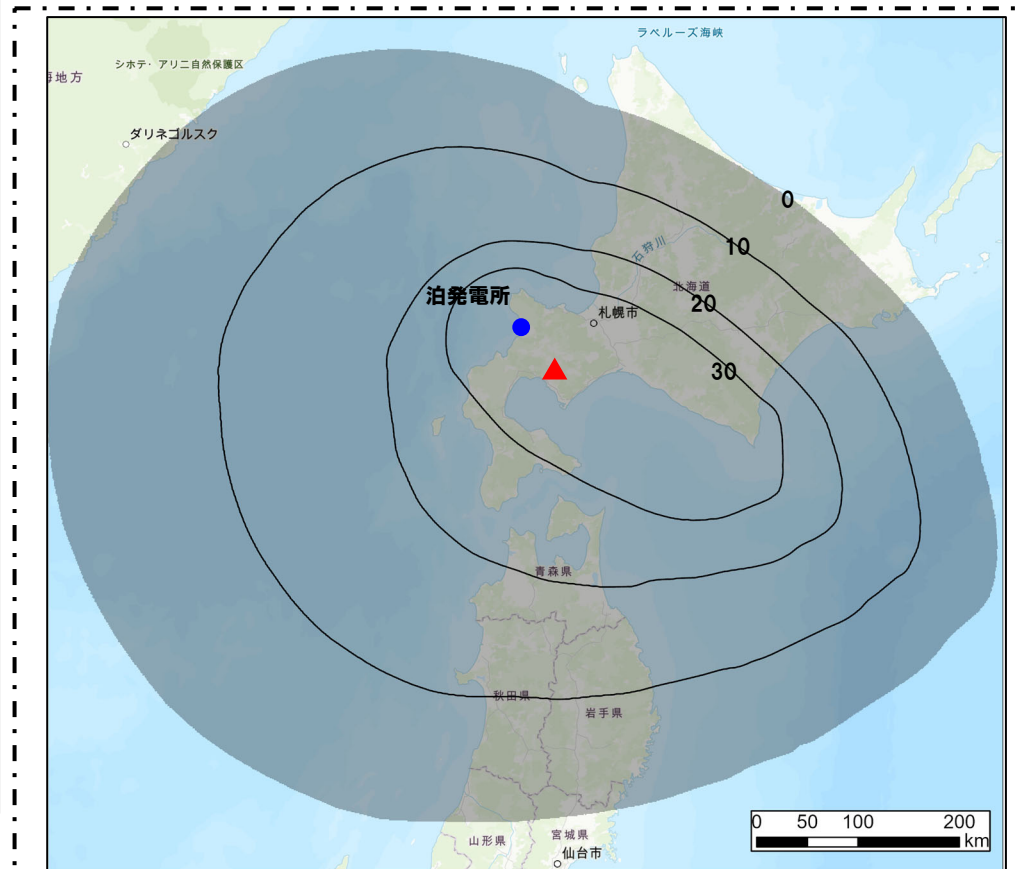 ラペルーズ海峡
シホテ・アリニ自然保護区
海地方
ダリネゴルスク
0
10
石狩川
北海道
20
泊発電所
札幌市
30
青森県
秋田県
岩手県
山形県
宮城県
仙台市
0 50 100 200
km